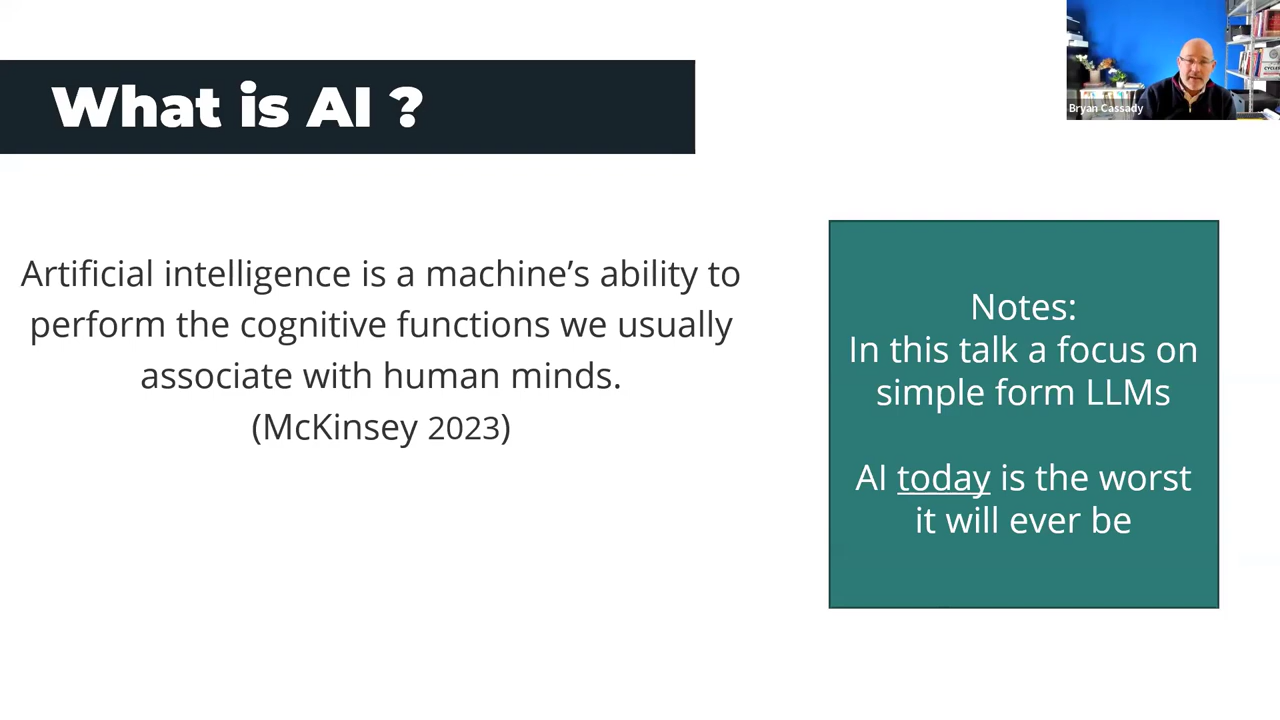 What is AI ?
Bryan Cassady
Artificial intelligence is a machine’s ability to
perform the cognitive functions we usually
associate with human minds.
(McKinsey 2023)
Notes:
In this talk a focus on
simple form LLMs
AI today is the worst
it will ever be